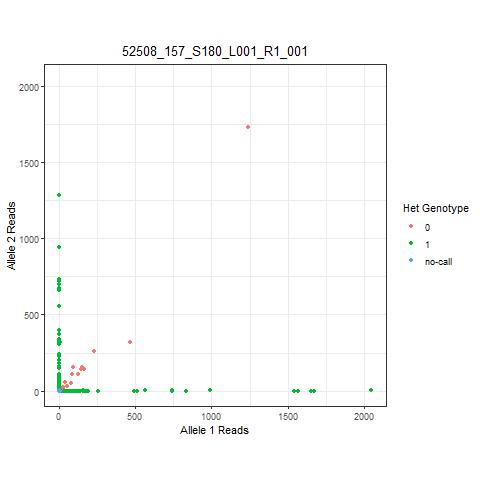 52508_157_S180_L001_R1_001
2000
1500
1000
500
0
Allele 2 Reads
0 500 1000 1500 2000
Allele 1 Reads
Het Genotype
0
1
no-call